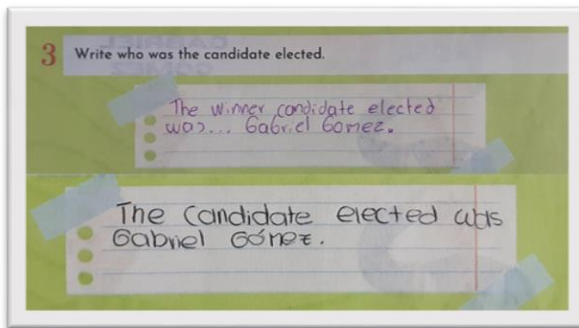 3 Write who was the candidate elected.
The winner candidate elected
was... Gabriel Gomez.
The candidate elected was
Gabriel Gómez.